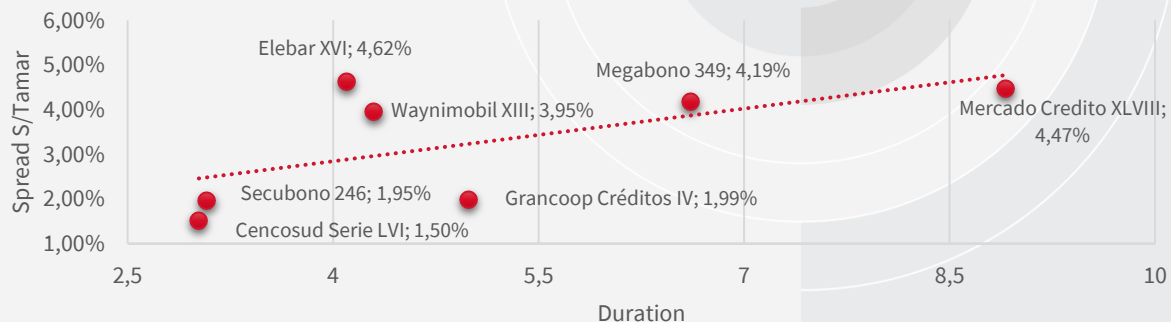 Spread S/Tamar
6,00%
5,00%
4,00%
3,00%
2,00%
1,00%
Elebar XVI; 4,62%
Megabono 349; 4,19%
Waynimobil XIII; 3,95%
Mercado Credito XLVIII;
4,47%
Secubono 246; 1,95%
Grancoop Créditos IV; 1,99%
Cencosud Serie LVI; 1,50%
2,5 4 5,5 7 8,5 10
Duration